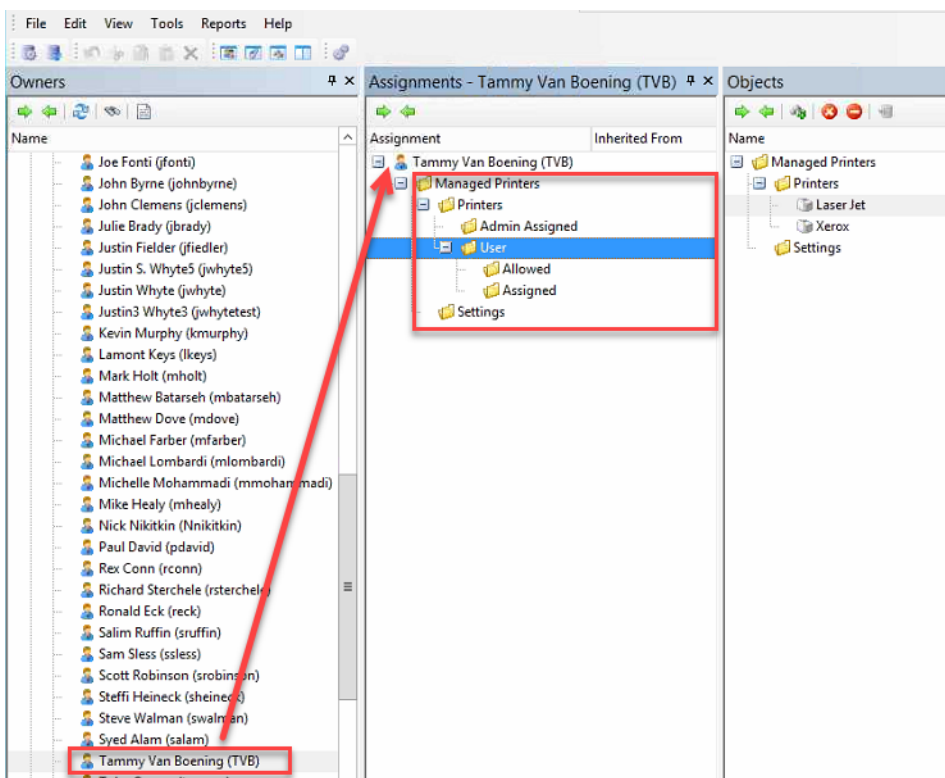 File Edit View Tools Reports Help
Owners
Name
Joe Fonti (jfonti)
John Byrne (johnbyrne)
John Clemens (jclemens)
Julie Brady (jbrady)
Justin Fielder (jfiedler)
Justin S. Whyte5 (jwhyte5)
Justin Whyte (jwhyte)
Justin3 Whyte3 (jwhytetest)
Kevin Murphy (kmurphy)
Lamont Keys (lkeys)
Mark Holt (mholt)
Matthew Batarseh (mbatarseh)
Matthew Dove (mdove)
Michael Farber (mfarber)
Michael Lombardi (mlombardi)
Michelle Mohammadi (mmohammadi)
Mike Healy (mhealy)
Nick Nikitkin (Nnikitkin)
Paul David (pdavid)
Rex Conn (rconn)
Richard Sterchele (rsterchele)
Ronald Eck (reck)
Salim Ruffin (sruffin)
Sam Sless (ssless)
Scott Robinson (srobinson)
Steffi Heineck (sheineck)
Steve Walman (swalman)
Syed Alam (salam)
Tammy Van Boening (TVB)
Assignments - Tammy Van Boening (TVB)
Assignment Inherited From
Tammy Van Boening (TVB)
Managed Printers
Printers
Admin Assigned
User
Allowed
Assigned
Settings
Objects
Name
Managed Printers
Printers
Laser Jet
Xerox
Settings